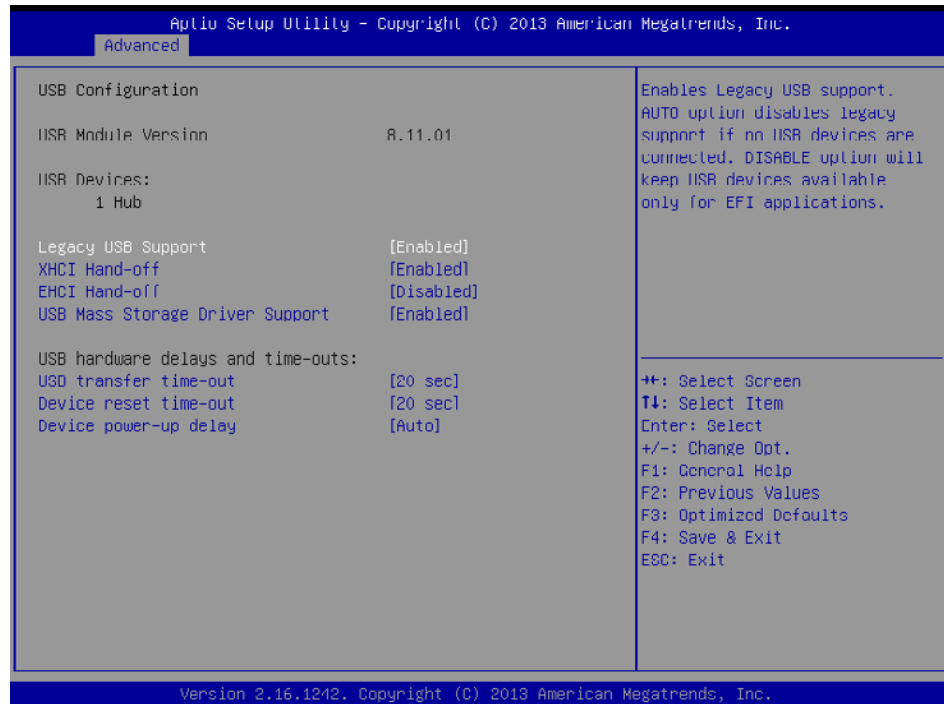 Aptio Setup Utility - Copyright (C) 2013 American Megatrends, Inc.
Advanced
USB Configuration
USB Module Version 8.11.01
USB Devices:
1 Hub
Legacy USB Support [Enabled]
XHCI Hand-off [Enabled]
EHCI Hand-off [Disabled]
USB Mass Storage Driver Support [Enabled]
USB hardware delays and time-outs:
USB transfer time-out [20 sec]
Device reset time-out [20 sec]
Device power-up delay [Auto]
Enables Legacy USB support.
AUTO option disables legacy
support if no USB devices are
connected. DISABLE option will
keep USB devices available
only for EFI applications.
→←: Select Screen
↑↓: Select Item
Enter: Select
+/-: Change Opt.
F1: General Help
F2: Previous Values
F3: Optimized Defaults
F4: Save & Exit
ESC: Exit
Version 2.16.1242. Copyright (C) 2013 American Megatrends, Inc.